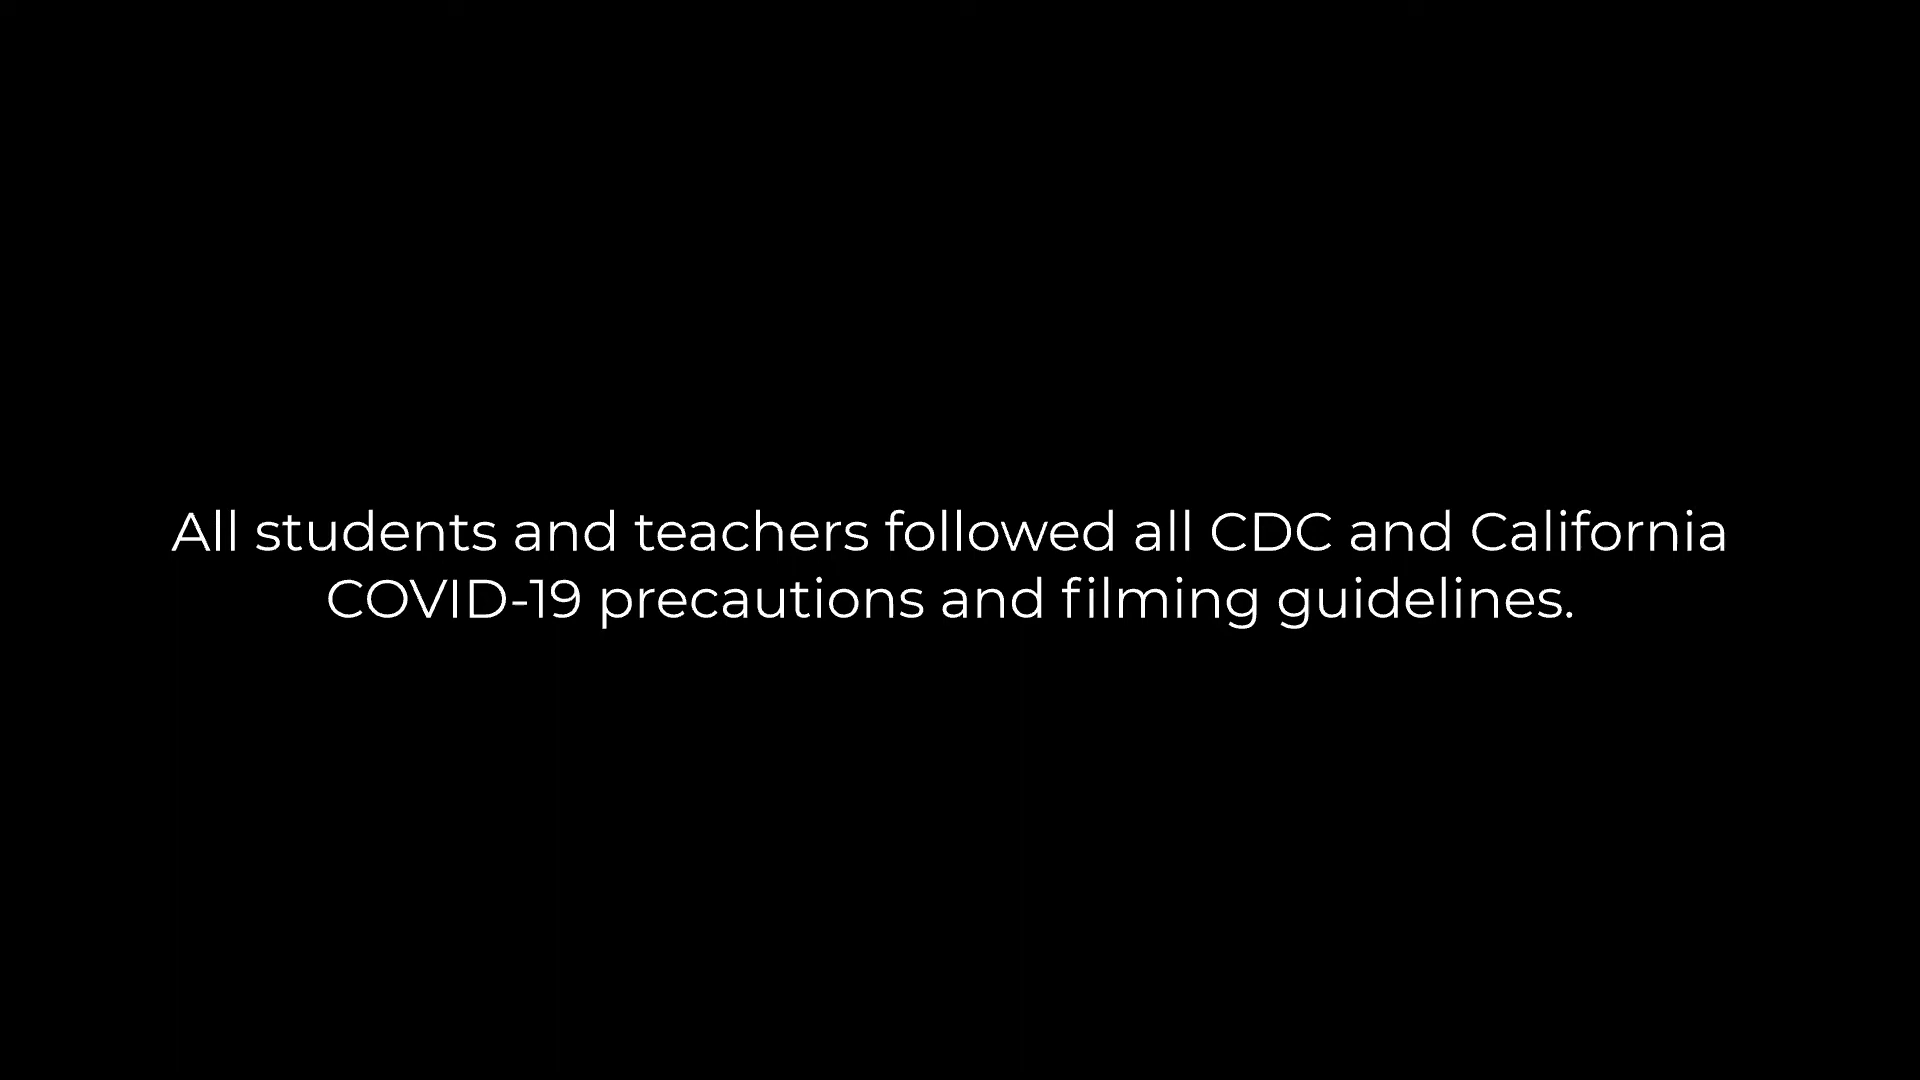 All students and teachers followed all CDC and California
COVID-19 precautions and filming guidelines.